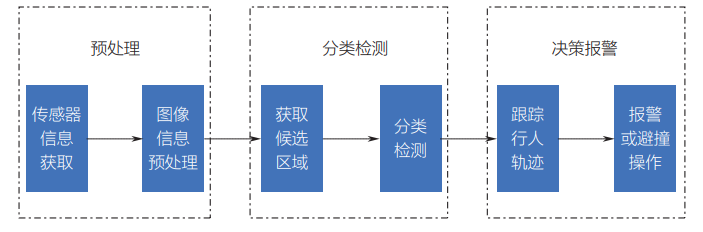 预处理
分类检测
决策报警
传感器
信息
获取
图像
信息
预处理
获取
候选
区域
分类
检测
跟踪
行人
轨迹
报警
或避撞
操作